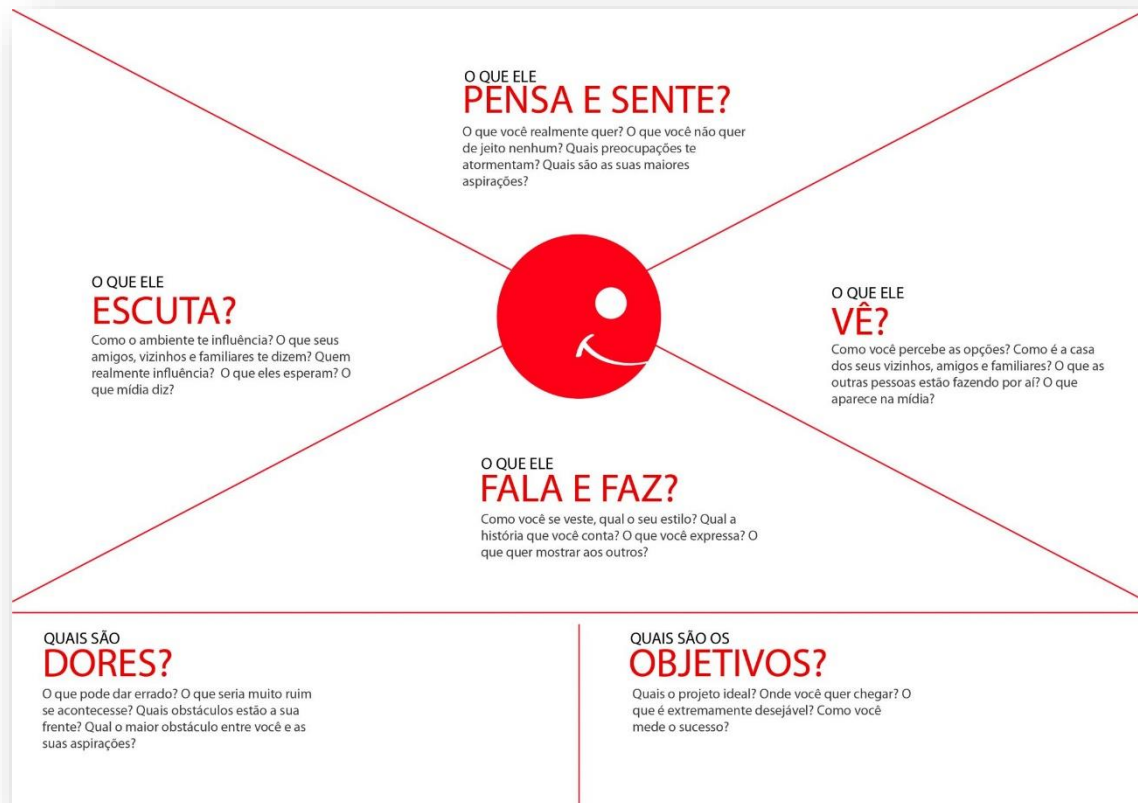 O QUE ELE
PENSA E SENTE?
O que você realmente quer? O que você não quer
de jeito nenhum? Quais preocupações te
atormentam? Quais são as suas maiores
aspirações?
O QUE ELE
ESCUTA?
Como o ambiente te influência? O que seus
amigos, vizinhos e familiares te dizem? Quem
realmente influência? O que eles esperam? O
que mídia diz?
O QUE ELE
VÊ?
Como você percebe as opções? Como é a casa
dos seus vizinhos, amigos e familiares? O que as
outras pessoas estão fazendo por aí? O que
aparece na mídia?
O QUE ELE
FALA E FAZ?
Como você se veste, qual o seu estilo? Qual a
história que você conta? O que você expressa? O
que quer mostrar aos outros?
QUAIS SÃO
DORES?
O que pode dar errado? O que seria muito ruim
se acontecesse? Quais obstáculos estão a sua
frente? Qual o maior obstáculo entre você e as
suas aspirações?
QUAIS SÃO OS
OBJETIVOS?
Quais o projeto ideal? Onde você quer chegar? O
que é extremamente desejável? Como você
mede o sucesso?